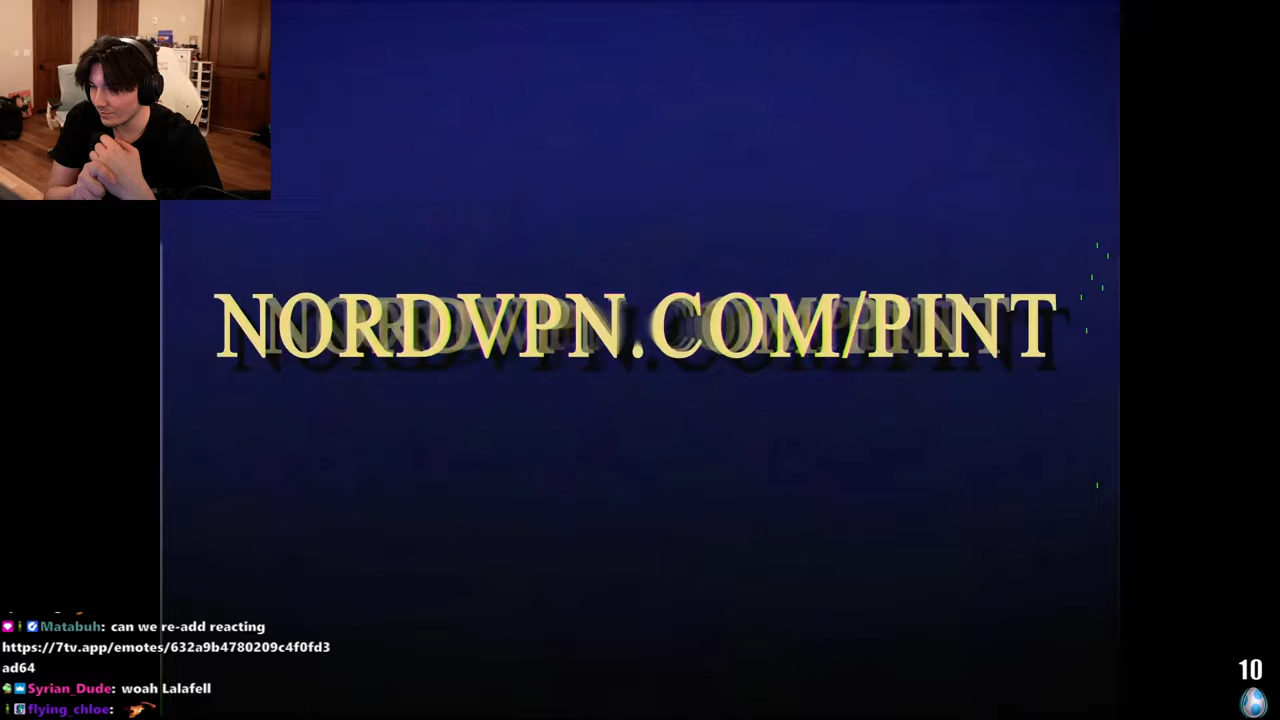 NORDVPN.COM/PINT
Matabuh: can we re-add reacting
https://7tv.app/emotes/632a9b4780209c4f0fd3
ad64
Syrian_Dude: woah Lalafell
flying_chloe:
10